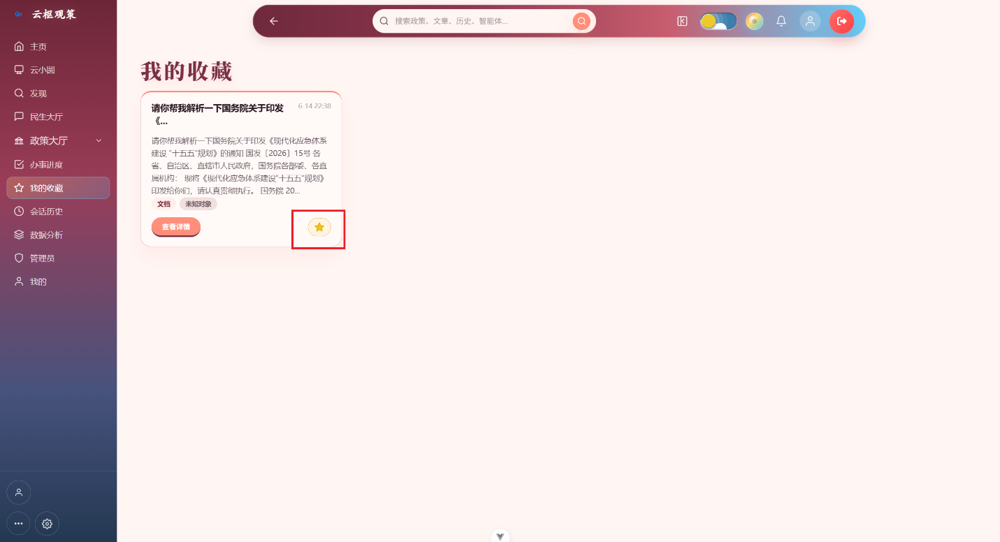 云枢观策
主页
云小圆
发现
民生大厅
政策大厅
办事进度
我的收藏
会话历史
数据分析
管理员
我的
搜索政策、文章、历史、智能体...
我的收藏
请你帮我解析一下国务院关于印发
《...
6-14 22:38
请你帮我解析一下国务院关于印发《现代化应急体系
建设 "十五五"规划》的通知 国发〔2026〕15号 各
省、自治区、直辖市人民政府，国务院各部委、各直
属机构： 现将《现代化应急体系建设"十五五"规划》
印发给你们，请认真贯彻执行。 国务院 20...
文档 未知对象
查看详情